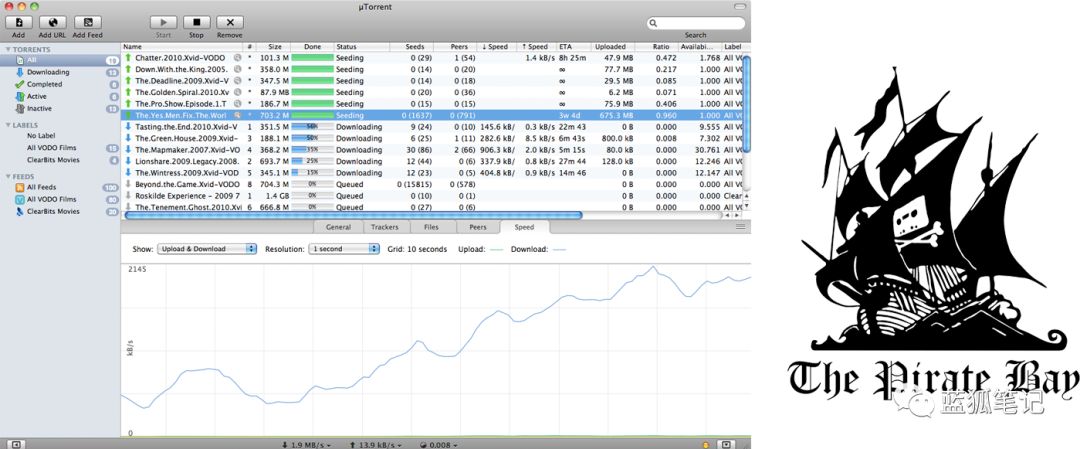 µTorrent
Add Add URL Add Feed Start Stop Remove Search
TORRENTS
All 19
Downloading 13
Completed 6
Active 6
Inactive 13
LABELS
No Label
All VODO Films 15
ClearBits Movies 4
FEEDS
All Feeds 100
All VODO Films 80
ClearBits Movies 20
Name # Size Done Status Seeds Peers ↓ Speed ↑ Speed ETA Uploaded Ratio Availabi... Label
Chatter.2010.Xvid-VODO * 101.3 M Seeding 0 (29) 1 (54) 1.4 kB/s 8h 25m 47.9 MB 0.472 1.768 All V
Down.With.the.King.2005. * 358.0 M Seeding 0 (14) 0 (20) ∞ 77.7 MB 0.217 0.000 All V
The.Deadline.2009.Xvid-V * 347.5 M Seeding 0 (18) 0 (14) ∞ 29.5 MB 0.085 0.000 All V
The.Golden.Spiral.2010.Xv * 87.9 MB Seeding 0 (20) 0 (36) ∞ 6.2 MB 0.071 0.000 All V
The.Pro.Show.Episode.1.T * 186.7 M Seeding 0 (15) 0 (15) ∞ 75.9 MB 0.406 0.000 All V
The.Yes.Men.Fix.The.Worl * 703.2 M Seeding 0 (1637) 0 (791) 3w 4d 675.3 MB 0.960 0.000 All V
Tasting.the.End.2010.Xvid-V 1 351.5 M 56% Downloading 9 (24) 0 (10) 145.6 kB/ 0.3 kB/s 22m 43 0 B 0.000 9.555 All V
The.Green.House.2009.Xvid- 3 188.1 M 50% Downloading 6 (25) 1 (11) 282.6 kB/ 8.5 kB/s 6m 43s 800.0 kB 0.008 7.302 All V
The.Mapmaker.2007.Xvid-VO 4 368.2 M 35% Downloading 30 (86) 2 (66) 906.3 kB/ 2.0 kB/s 5m 15s 0 B 0.000 30.761 All V
Lionshare.2009.Legacy.2008. 2 693.7 M 25% Downloading 12 (44) 0 (6) 337.9 kB/ 0.8 kB/ 27m 44 128.0 kB 0.000 12.246 All V
The.Wintress.2009.Xvid-VOD 5 345.1 M 15% Downloading 12 (23) 0 (5) 404.8 kB/ 0.9 kB/s 14m 46 0 B 0.000 12.147 All V
Beyond.the.Game.Xvid-VODO 8 704.3 M 0% Queued 0 (15815) 0 (578) 0 B 0.000 0.000 All V
Roskilde Experience - 2009 7 1 1.4 GB 0% Queued 0 (27) 0 (1) 0 B 0.000 0.000 Clear
The.Tenement.Ghost.2010.Xvi 6 666.8 M 0% Queued 0 (27) 0 (6) 0 B 0.000 0.000 All V
General Trackers Files Peers Speed
Show: Upload & Download Resolution: 1 second Grid: 10 seconds Upload: Download:
2145
kB/s
0
↓ 1.9 MB/s ↑ 13.9 kB/s 0.008
The Pirate Bay
蓝狐笔记